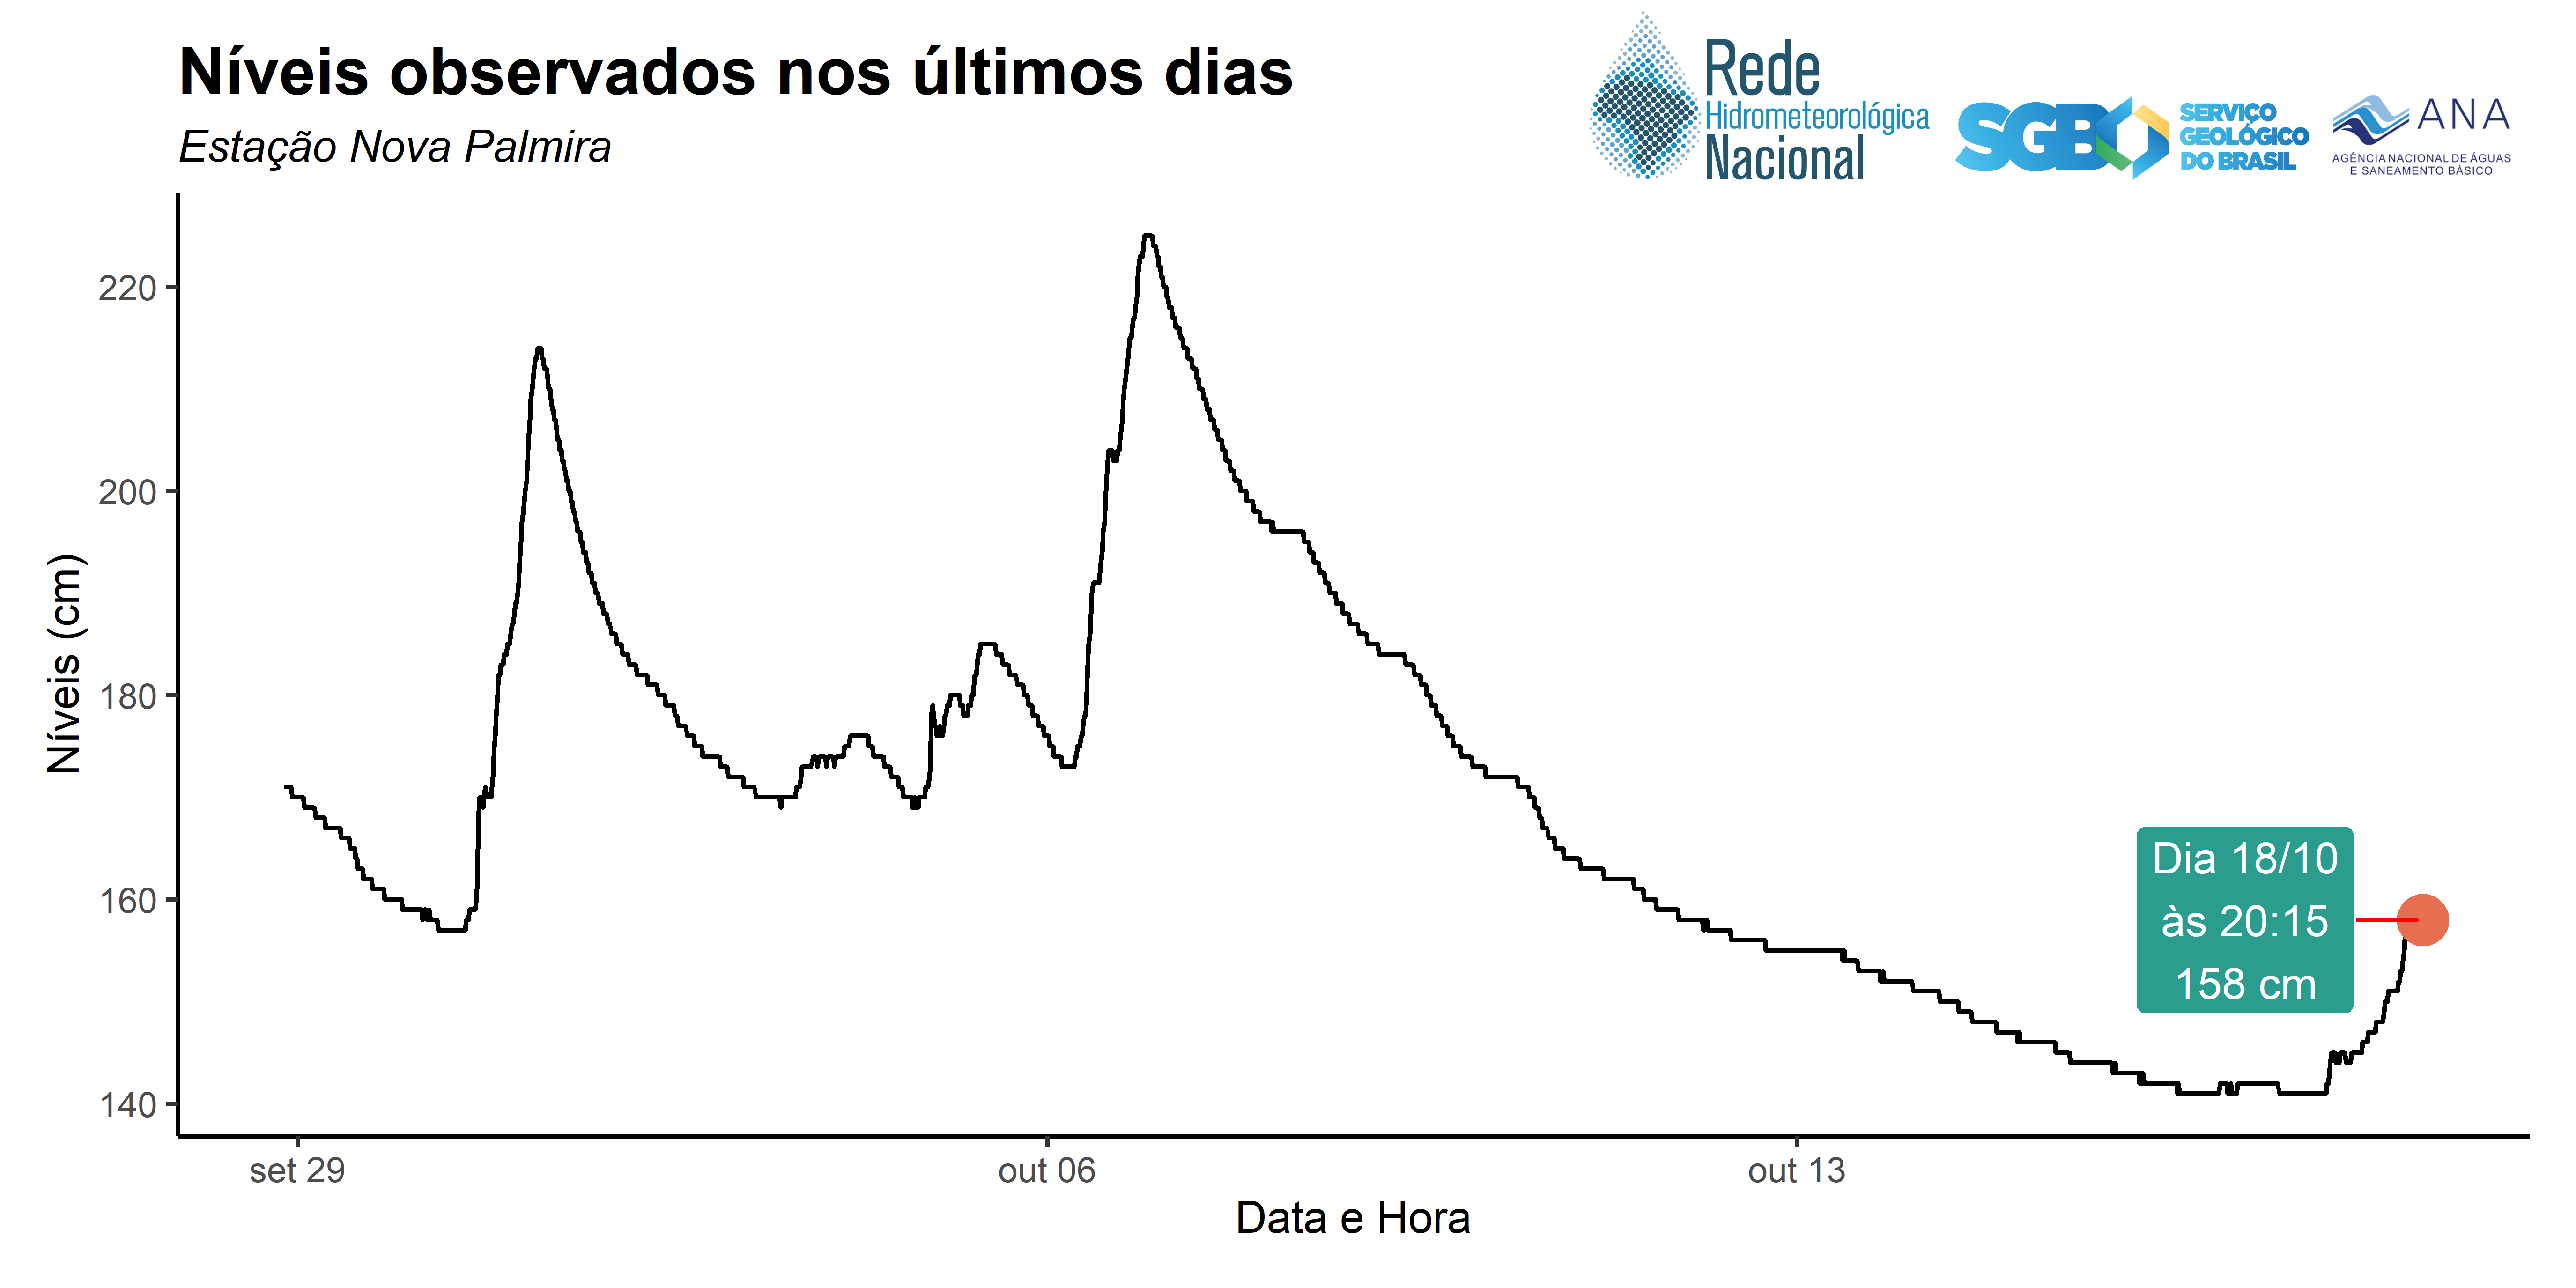 Níveis observados nos últimos dias
Estação Nova Palmira
Rede
Hidrometeorológica
Nacional
SGB
SERVIÇO
GEOLÓGICO
DO BRASIL
ANA
AGÊNCIA NACIONAL DE ÁGUAS
E SANEAMENTO BÁSICO
Níveis (cm)
220
200
180
160
140
Dia 18/10
às 20:15
158 cm
set 29
out 06
out 13
Data e Hora